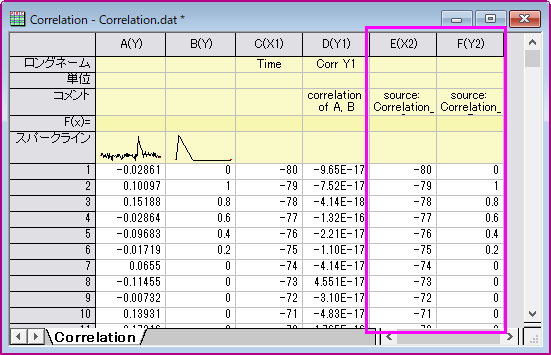 Correlation - Correlation.dat *
A(Y) B(Y) C(X1) D(Y1) E(X2) F(Y2)
ロングネーム Time Corr Y1
単位
コメント correlation of A, B source: Correlation_ source: Correlation_
F(x)=
スパークライン
1 -0.02861 0 -80 -9.65E-17 -80 0
2 0.10097 1 -79 -7.52E-17 -79 1
3 0.15188 0.8 -78 -4.14E-18 -78 0.8
4 -0.02864 0.6 -77 -1.32E-16 -77 0.6
5 -0.09683 0.4 -76 -2.21E-17 -76 0.4
6 -0.01719 0.2 -75 -1.10E-17 -75 0.2
7 0.0655 0 -74 -4.14E-17 -74 0
8 -0.11455 0 -73 4.551E-17 -73 0
9 -0.00732 0 -72 -3.10E-17 -72 0
10 0.13931 0 -71 -4.83E-17 -71 0
Correlation